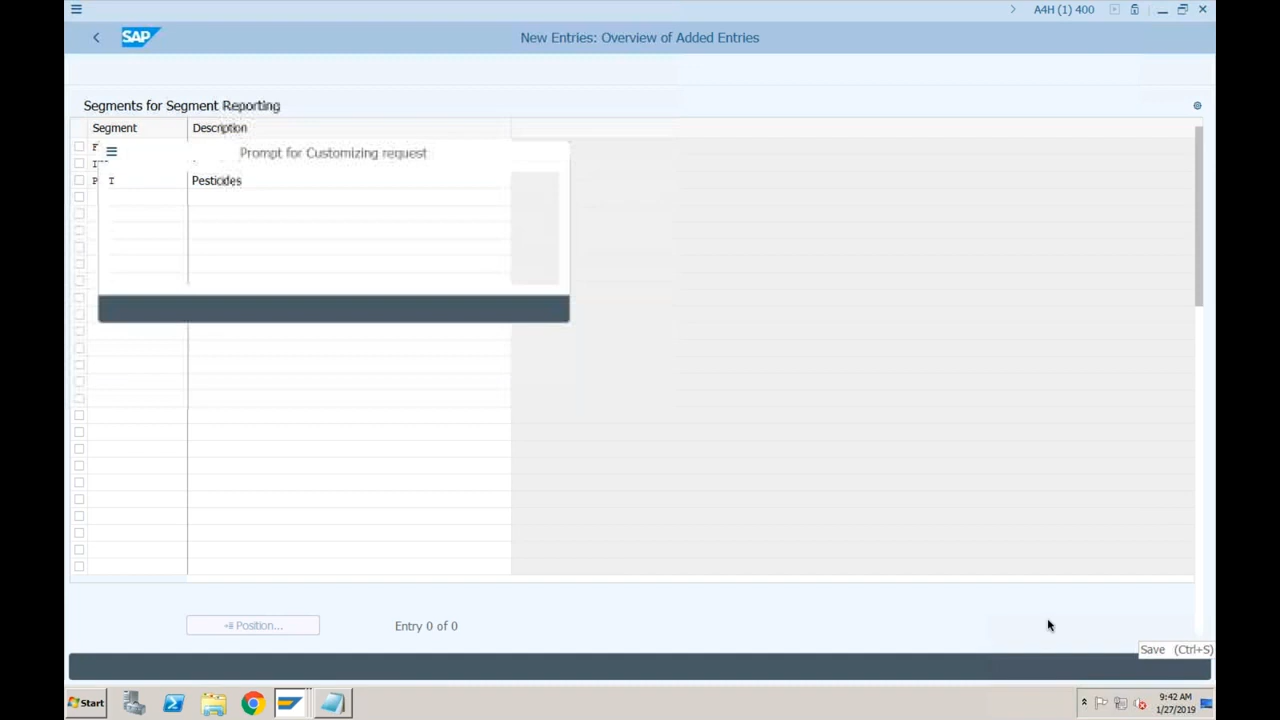 A4H (1) 400
SAP
New Entries: Overview of Added Entries
Segments for Segment Reporting
Segment Description
Prompt for Customizing request
Pesticides
Position...
Entry 0 of 0
Save (Ctrl+S)
Start
9:42 AM
1/27/2019